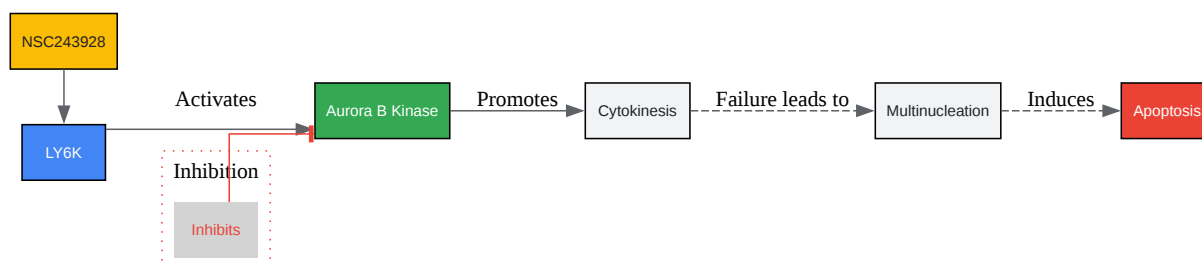 NSC243928
LY6K
Activates
Inhibition
Inhibits
Aurora B Kinase
Promotes
Cytokinesis
Failure leads to
Multinucleation
Induces
Apoptosis